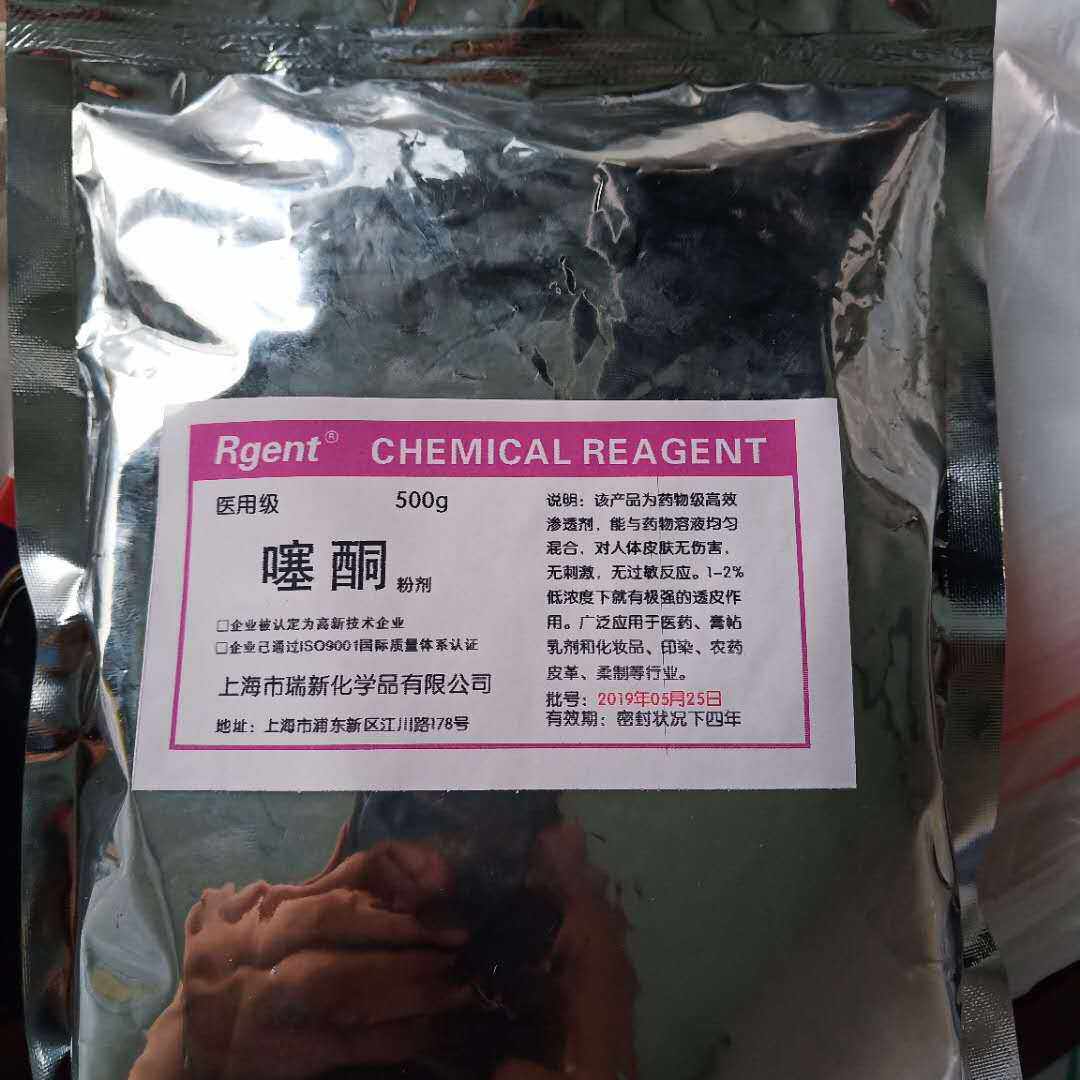 Rgent® CHEMICAL REAGENT
医用级 500g
噻酮 粉剂
□企业被认定为高新技术企业
□企业已通过ISO9001国际质量体系认证
上海市瑞新化学品有限公司
地址：上海市浦东新区江川路178号
说明：该产品为药物级高效
渗透剂，能与药物溶液均匀
混合，对人体皮肤无伤害，
无刺激，无过敏反应。1-2%
低浓度下就有极强的透皮作
用。广泛应用于医药、膏帖
乳剂和化妆品、印染、农药
皮革、柔制等行业。
批号：2019年05月25日
有效期：密封状况下四年